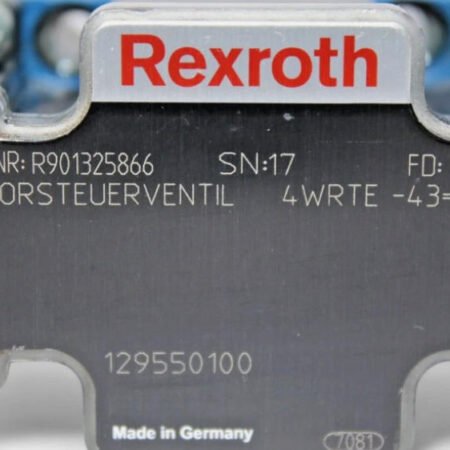 Rexroth
NR: R901325866 SN:17 FD:
ORSTEUERVENTIL 4WRTE -43=
129550100
Made in Germany 7081